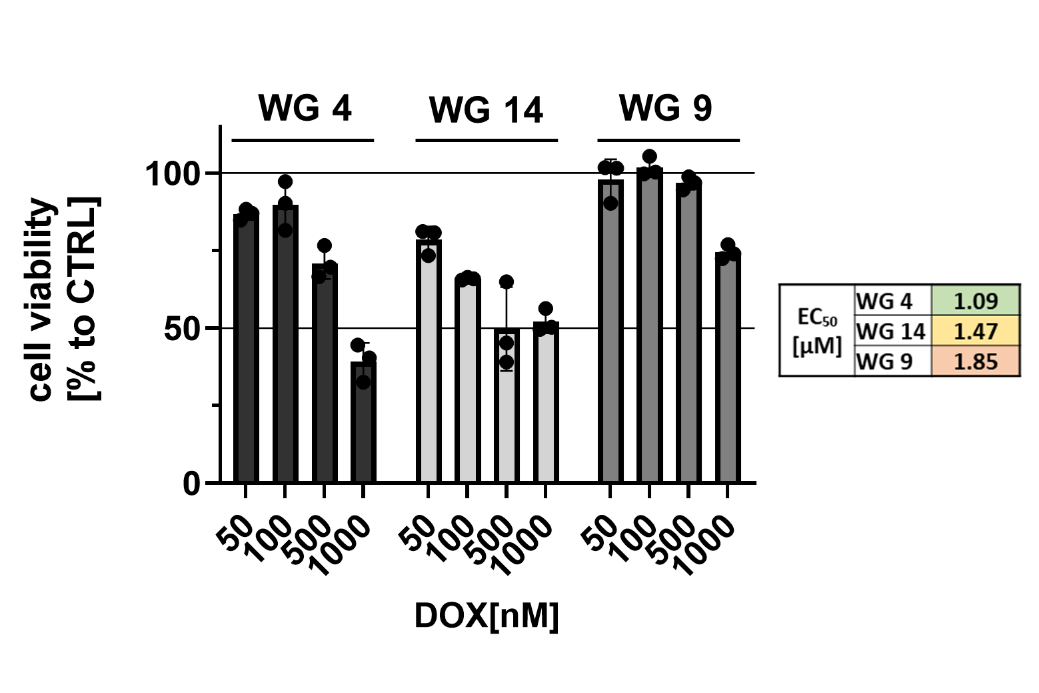 WG 4 WG 14 WG 9
100
50
0
cell viability
[% to CTRL]
50 100 500 1000 50 100 500 1000 50 100 500 1000
DOX[nM]
EC₅₀
[µM]
WG 4 1.09
WG 14 1.47
WG 9 1.85